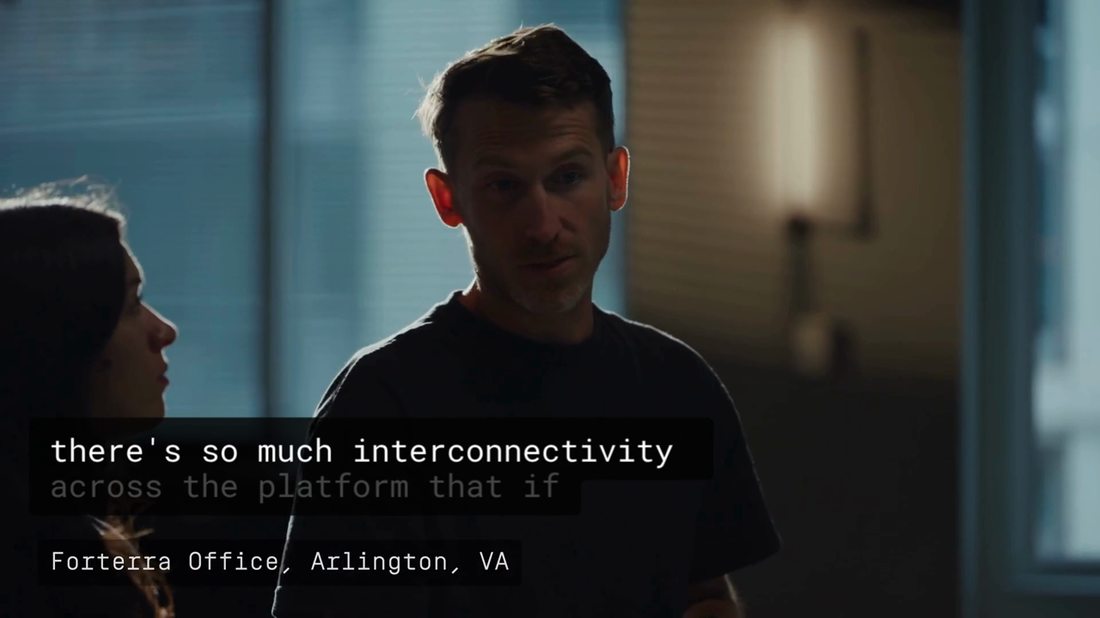 there's so much interconnectivity
across the platform that if
Forterra Office, Arlington, VA